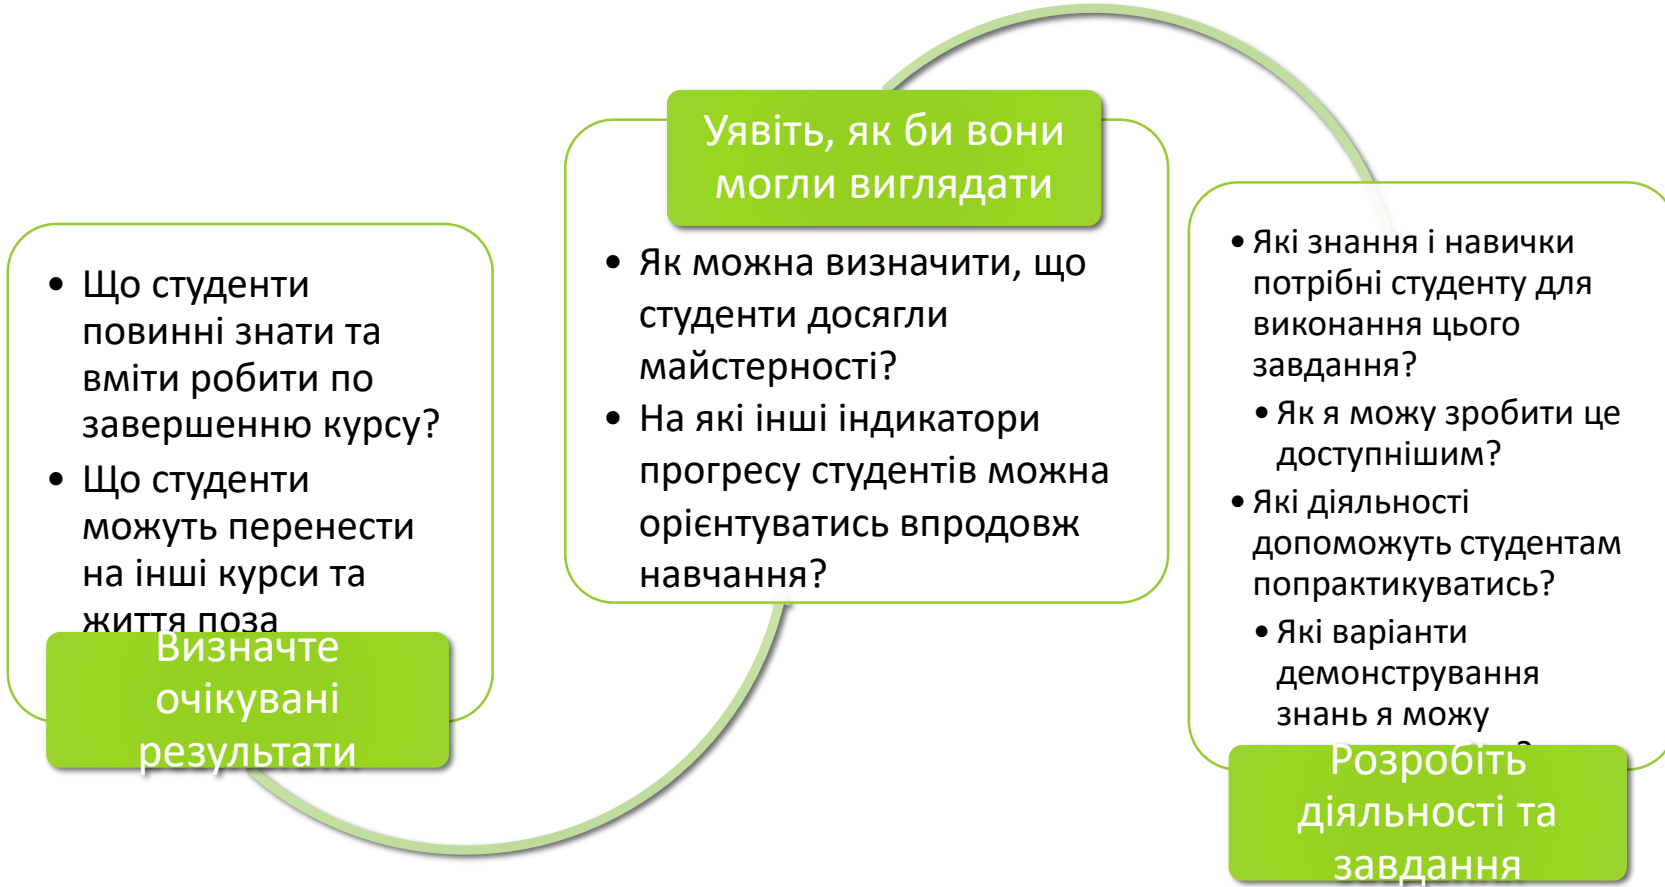 • Що студенти
повинні знати та
вміти робити по
завершенню курсу?
• Що студенти
можуть перенести
на інші курси та
життя поза
Визначте
очікувані
результати
Уявіть, як би вони
могли виглядати
• Як можна визначити, що
студенти досягли
майстерності?
• На які інші індикатори
прогресу студентів можна
орієнтуватись впродовж
навчання?
• Які знання і навички
потрібні студенту для
виконання цього
завдання?
• Як я можу зробити це
доступнішим?
• Які діяльності
допоможуть студентам
попрактикуватись?
• Які варіанти
демонстрування
знань я можу
Розробіть
діяльності та
завдання